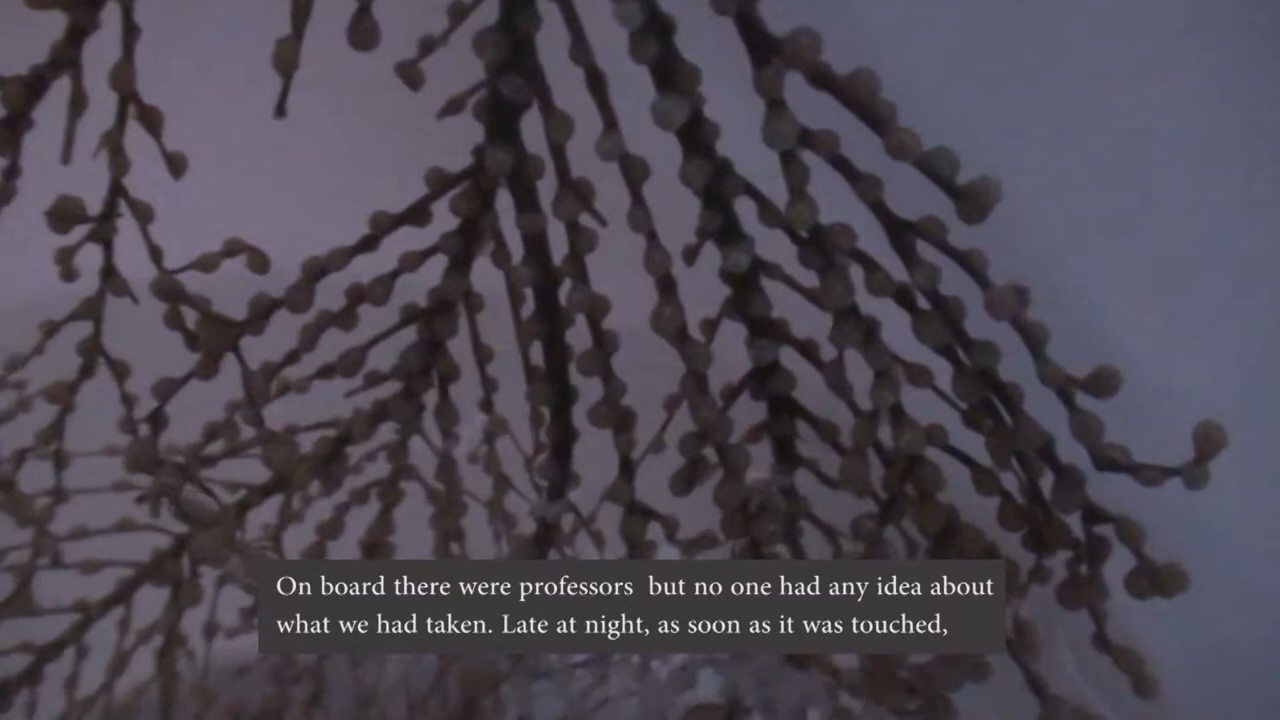 On board there were professors  but no one had any idea about
what we had taken. Late at night, as soon as it was touched,